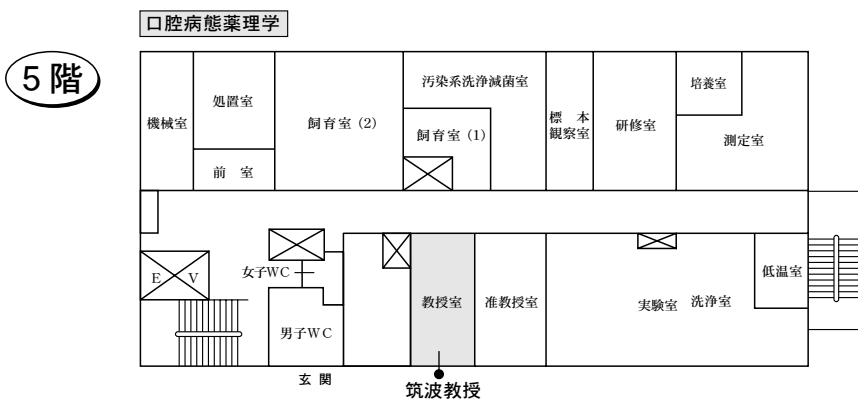 口腔病態薬理学
5階
機械室
処置室
前 室
飼育室 (2)
汚染系洗浄滅菌室
飼育室 (1)
標 本
観察室
研修室
培養室
測定室
E V
女子WC
男子WC
玄 関
教授室
准教授室
実験室 洗浄室
低温室
筑波教授